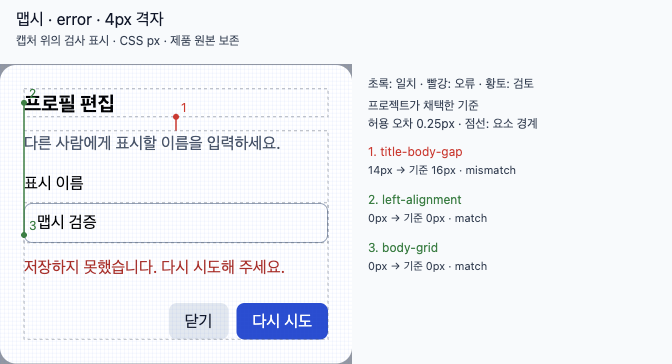 맵시 · error · 4px 격자
캡처 위의 검사 표시 · CSS px · 제품 원본 보존
2
프로필 편집
1
다른 사람에게 표시할 이름을 입력하세요.
표시 이름
3
맵시 검증
저장하지 못했습니다. 다시 시도해 주세요.
닫기
다시 시도
초록: 일치 · 빨강: 오류 · 황토: 검토
프로젝트가 채택한 기준
허용 오차 0.25px · 점선: 요소 경계
1. title-body-gap
14px → 기준 16px · mismatch
2. left-alignment
0px → 기준 0px · match
3. body-grid
0px → 기준 0px · match